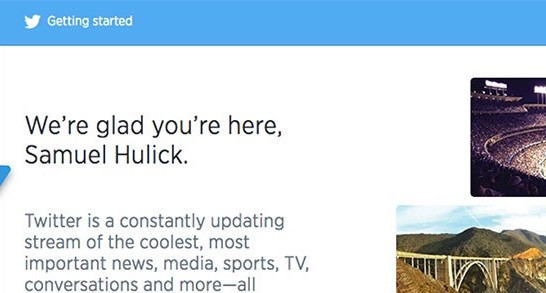 Getting started
We're glad you're here,
Samuel Hulick.
Twitter is a constantly updating
stream of the coolest, most
important news, media, sports, TV,
conversations and more—all